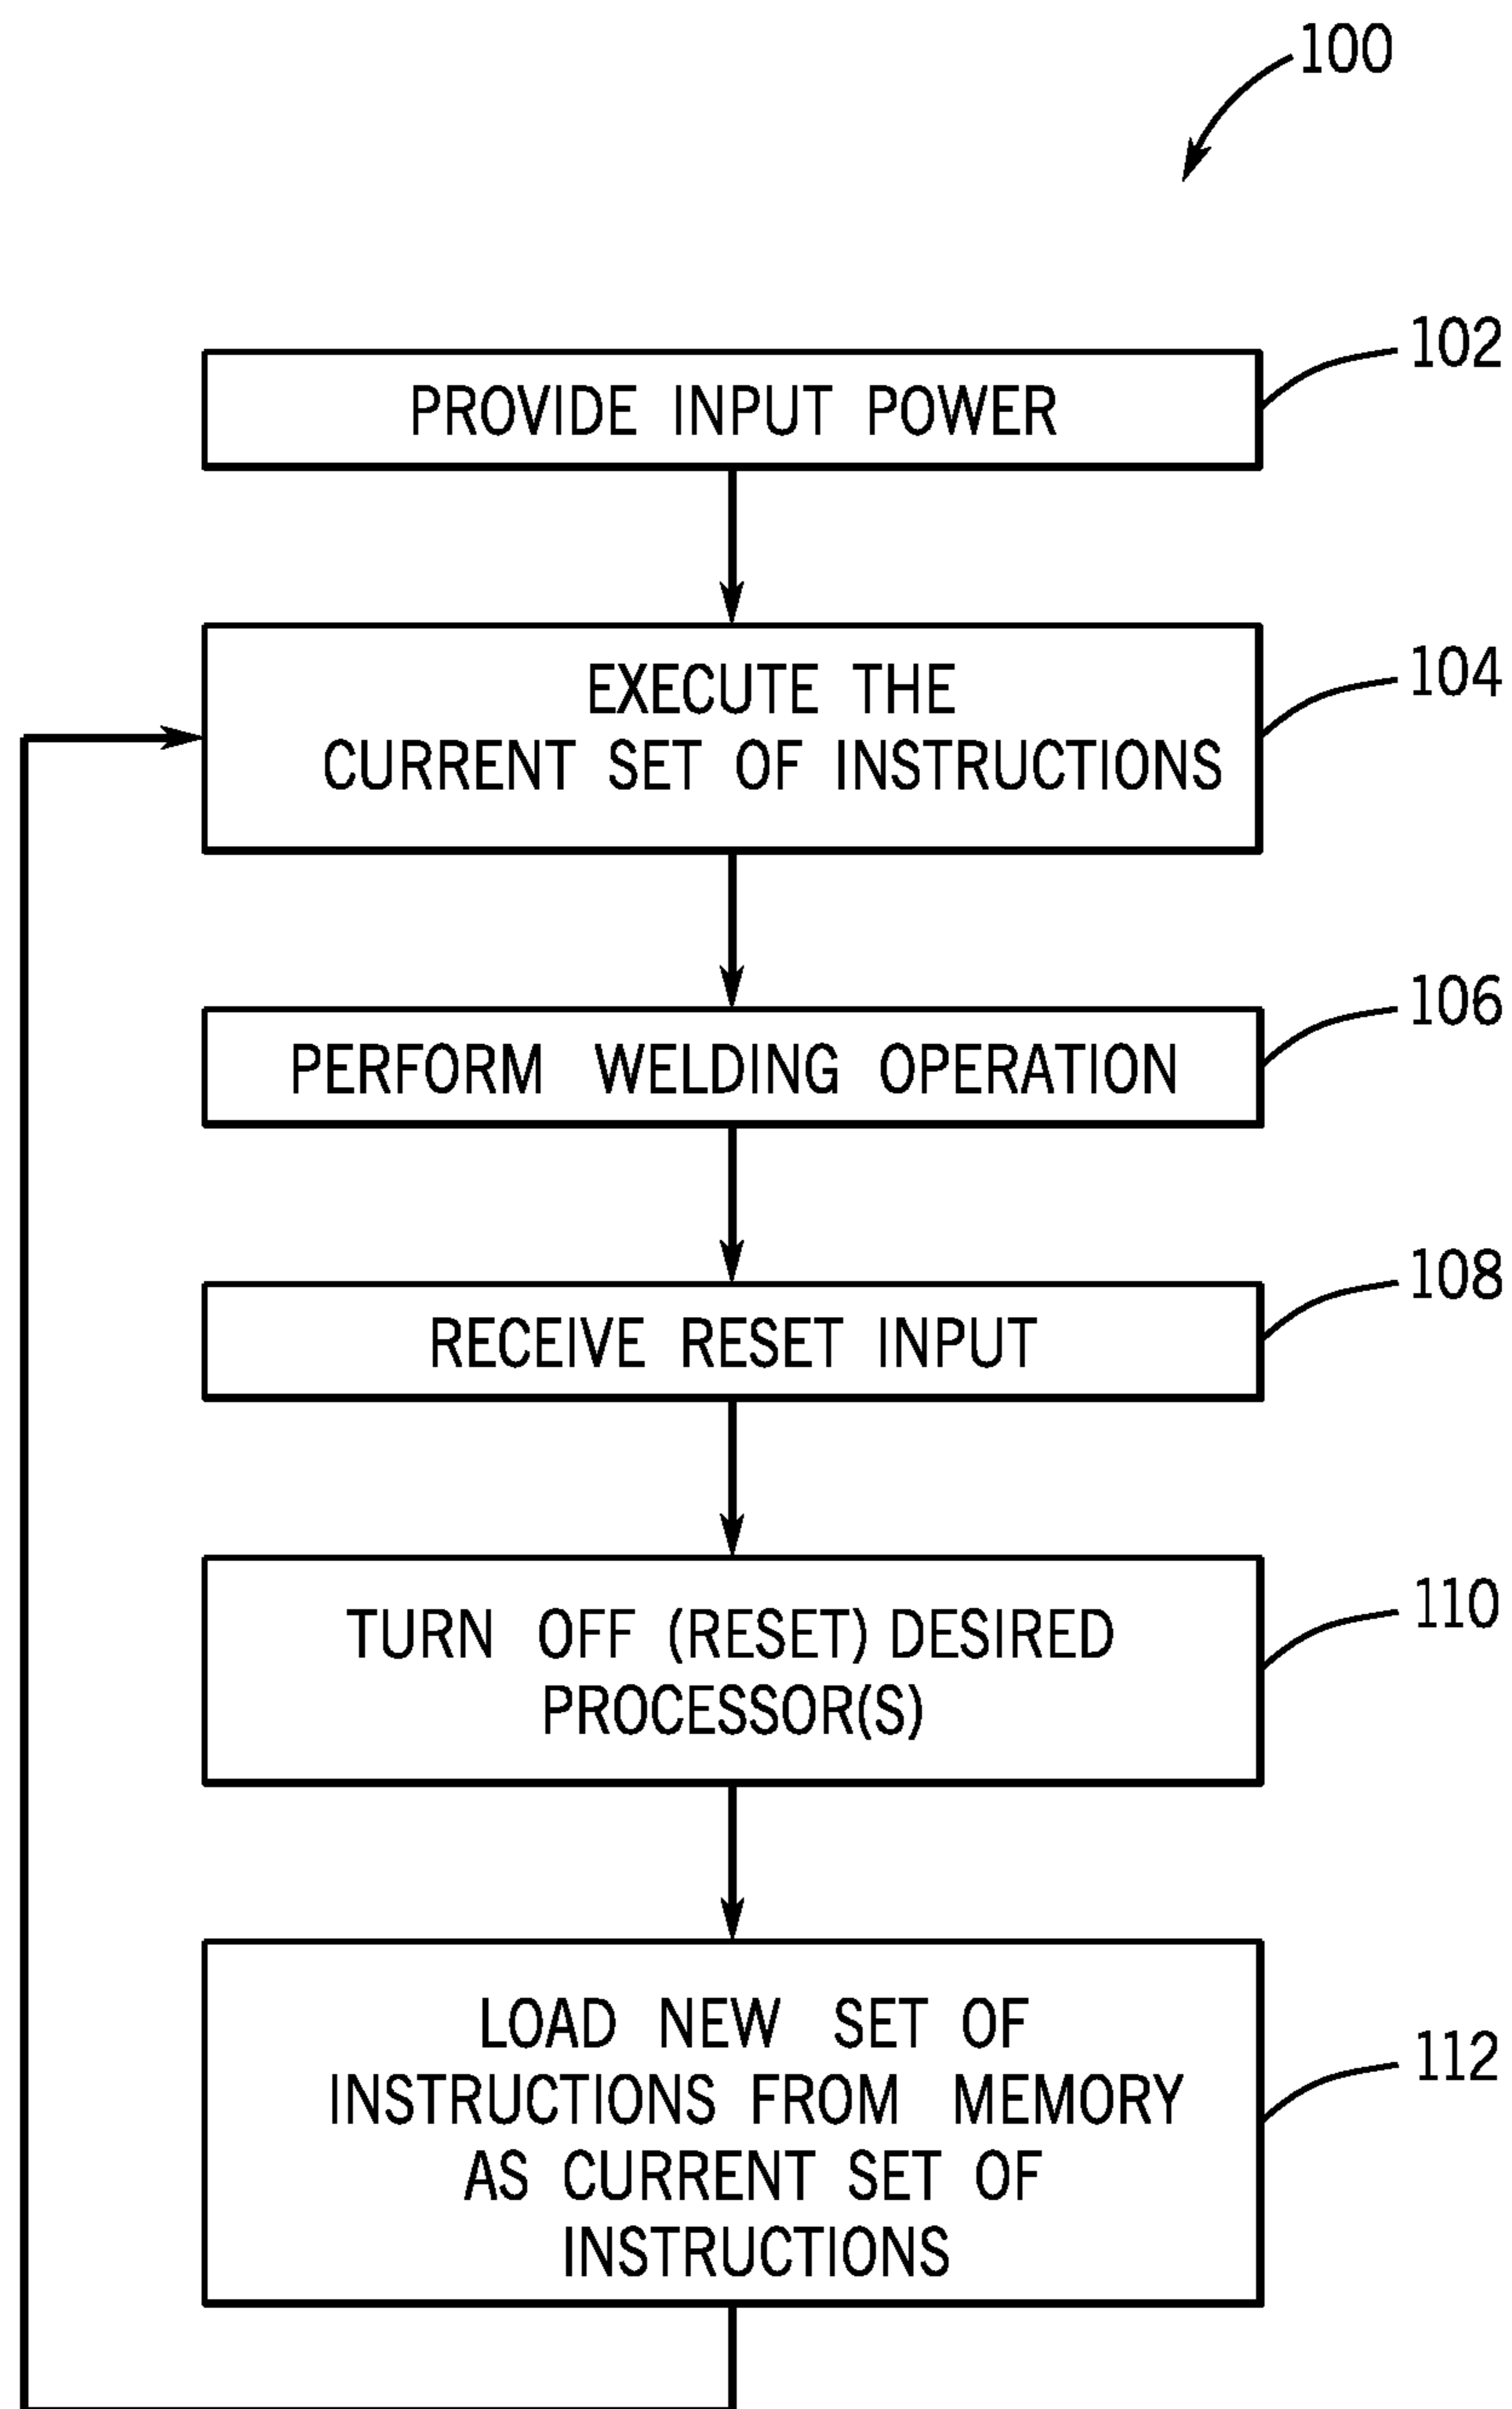 100
102
PROVIDE INPUT POWER
104
EXECUTE THE
CURRENT SET OF INSTRUCTIONS
106
PERFORM WELDING OPERATION
108
RECEIVE RESET INPUT
110
TURN OFF (RESET) DESIRED
PROCESSOR(S)
LOAD NEW SET OF
112
INSTRUCTIONS FROM MEMORY
AS CURRENT SET OF
INSTRUCTIONS